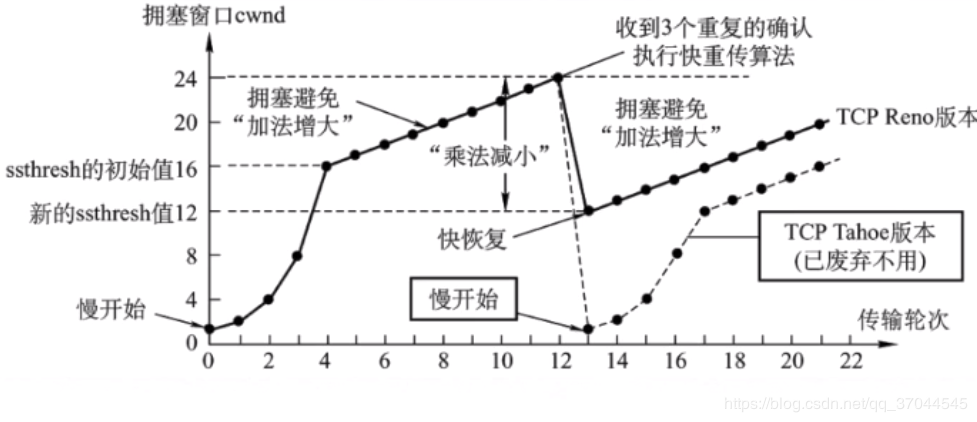 拥塞窗口cwnd
收到3个重复的确认
执行快重传算法
24
拥塞避免
“加法增大”
20
拥塞避免
“加法增大”
TCP Reno版本
“乘法减小”
ssthresh的初始值16
新的ssthresh值12
快恢复
TCP Tahoe版本
(已废弃不用)
8
慢开始
4
慢开始
传输轮次
0
0 2 4 6 8 10 12 14 16 18 20 22
https://blog.csdn.net/qq_37044545